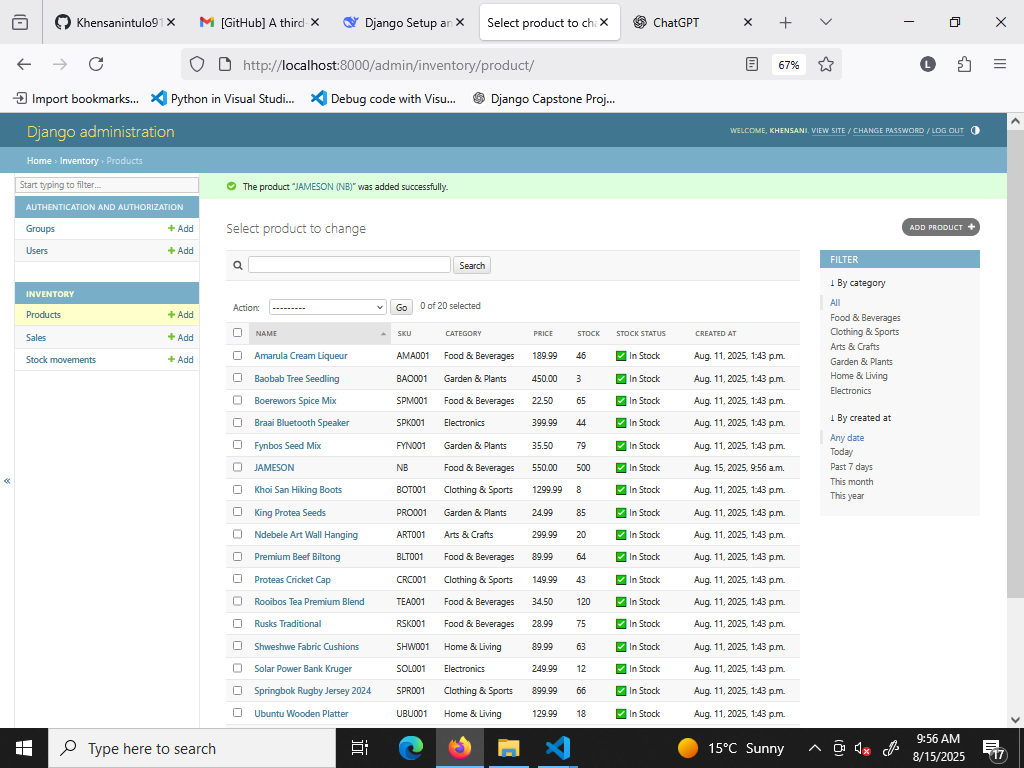 Khensanintulo91
[GitHub] A third-
Django Setup an
Select product to cha
ChatGPT
http://localhost:8000/admin/inventory/product/
67%
L
Import bookmarks...
Python in Visual Studi...
Debug code with Visu...
Django Capstone Proj...
Django administration
WELCOME, KHENSANI. VIEW SITE / CHANGE PASSWORD / LOG OUT
Home › Inventory › Products
Start typing to filter...
AUTHENTICATION AND AUTHORIZATION
Groups + Add
Users + Add
INVENTORY
Products + Add
Sales + Add
Stock movements + Add
«
The product “JAMESON (NB)” was added successfully.
Select product to change
ADD PRODUCT +
Search
Action: --------- Go 0 of 20 selected
NAME SKU CATEGORY PRICE STOCK STOCK STATUS CREATED AT
Amarula Cream Liqueur AMA001 Food & Beverages 189.99 46 ✅ In Stock Aug. 11, 2025, 1:43 p.m.
Baobab Tree Seedling BAO001 Garden & Plants 450.00 3 ✅ In Stock Aug. 11, 2025, 1:43 p.m.
Boerewors Spice Mix SPM001 Food & Beverages 22.50 65 ✅ In Stock Aug. 11, 2025, 1:43 p.m.
Braai Bluetooth Speaker SPK001 Electronics 399.99 44 ✅ In Stock Aug. 11, 2025, 1:43 p.m.
Fynbos Seed Mix FYN001 Garden & Plants 35.50 79 ✅ In Stock Aug. 11, 2025, 1:43 p.m.
JAMESON NB Food & Beverages 550.00 500 ✅ In Stock Aug. 15, 2025, 9:56 a.m.
Khoi San Hiking Boots BOT001 Clothing & Sports 1299.99 8 ✅ In Stock Aug. 11, 2025, 1:43 p.m.
King Protea Seeds PRO001 Garden & Plants 24.99 85 ✅ In Stock Aug. 11, 2025, 1:43 p.m.
Ndebele Art Wall Hanging ART001 Arts & Crafts 299.99 20 ✅ In Stock Aug. 11, 2025, 1:43 p.m.
Premium Beef Biltong BLT001 Food & Beverages 89.99 64 ✅ In Stock Aug. 11, 2025, 1:43 p.m.
Proteas Cricket Cap CRC001 Clothing & Sports 149.99 43 ✅ In Stock Aug. 11, 2025, 1:43 p.m.
Rooibos Tea Premium Blend TEA001 Food & Beverages 34.50 120 ✅ In Stock Aug. 11, 2025, 1:43 p.m.
Rusks Traditional RSK001 Food & Beverages 28.99 75 ✅ In Stock Aug. 11, 2025, 1:43 p.m.
Shweshwe Fabric Cushions SHW001 Home & Living 89.99 63 ✅ In Stock Aug. 11, 2025, 1:43 p.m.
Solar Power Bank Kruger SOL001 Electronics 249.99 12 ✅ In Stock Aug. 11, 2025, 1:43 p.m.
Springbok Rugby Jersey 2024 SPR001 Clothing & Sports 899.99 66 ✅ In Stock Aug. 11, 2025, 1:43 p.m.
Ubuntu Wooden Platter UBU001 Home & Living 129.99 18 ✅ In Stock Aug. 11, 2025, 1:43 p.m.
FILTER
↓ By category
All
Food & Beverages
Clothing & Sports
Arts & Crafts
Garden & Plants
Home & Living
Electronics
↓ By created at
Any date
Today
Past 7 days
This month
This year
Type here to search
15°C Sunny
9:56 AM
8/15/2025
17